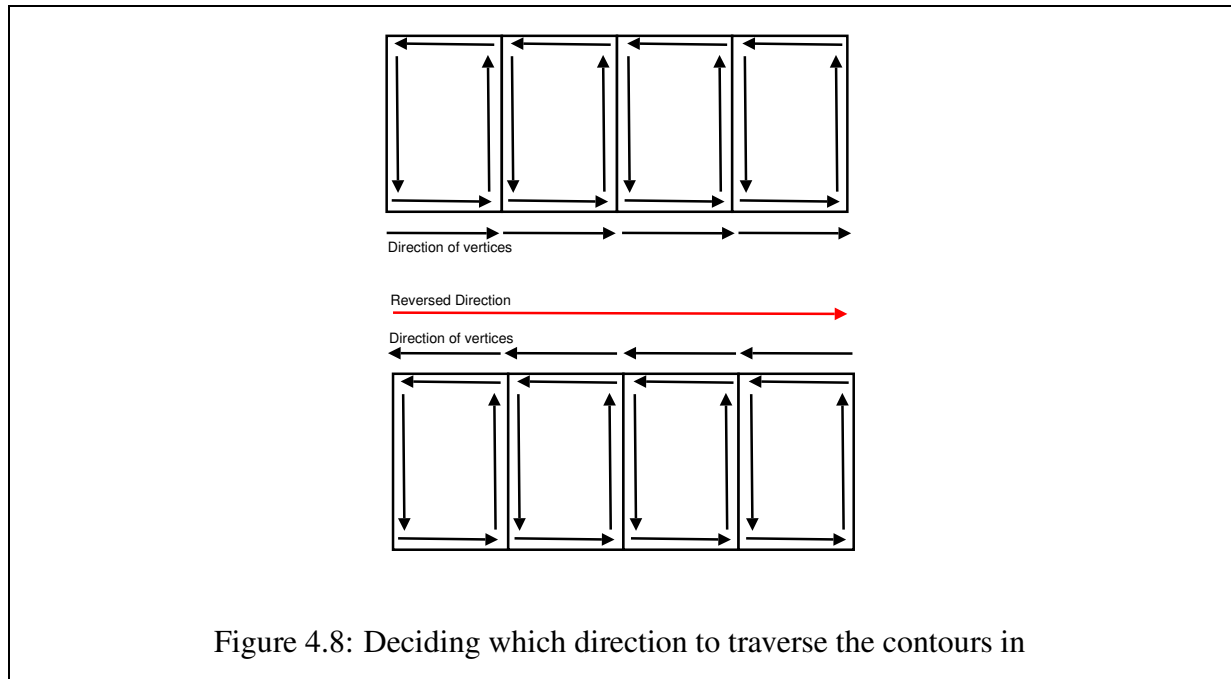 Direction of vertices
Reversed Direction
Direction of vertices
Figure 4.8: Deciding which direction to traverse the contours in